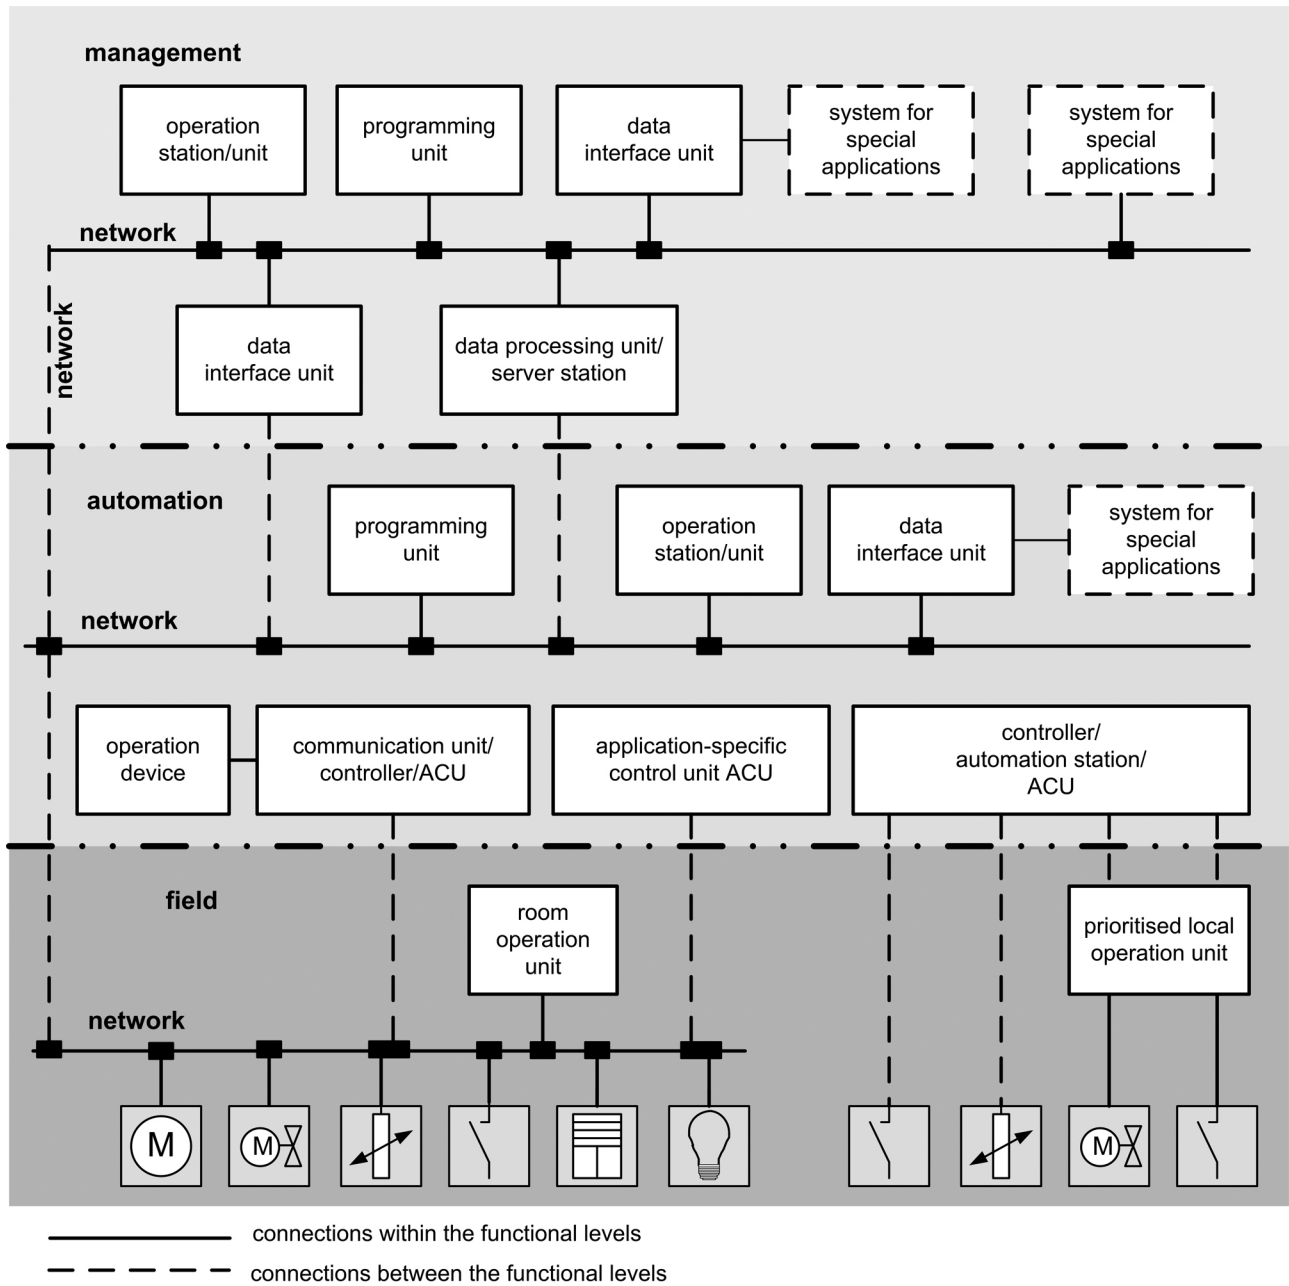 management
operation
station/unit
programming
unit
data
interface unit
system for
special
applications
system for
special
applications
network
network
data
interface unit
data processing unit/
server station
automation
programming
unit
operation
station/unit
data
interface unit
system for
special
applications
network
operation
device
communication unit/
controller/ACU
application-specific
control unit ACU
controller/
automation station/
ACU
field
room
operation
unit
prioritised local
operation unit
network
M
M
M
connections within the functional levels
connections between the functional levels